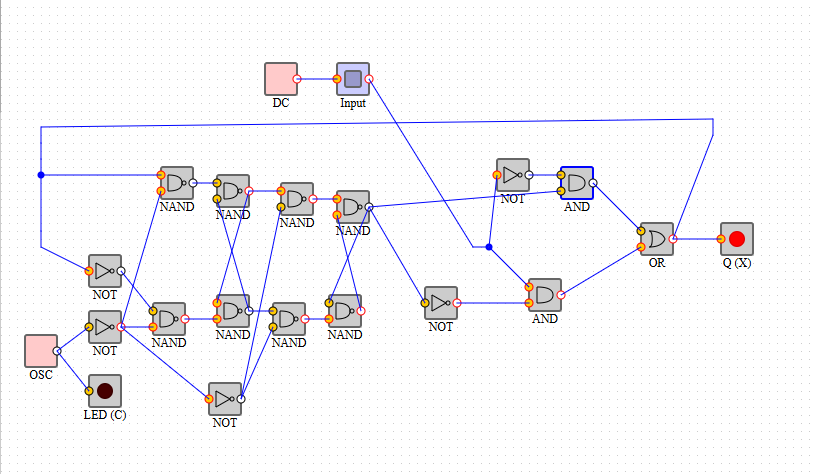 DC
Input
NOT
AND
NAND
NAND
NAND
NAND
OR
Q (X)
NOT
NOT
NAND
NAND
NAND
NAND
NOT
AND
OSC
LED (C)
NOT